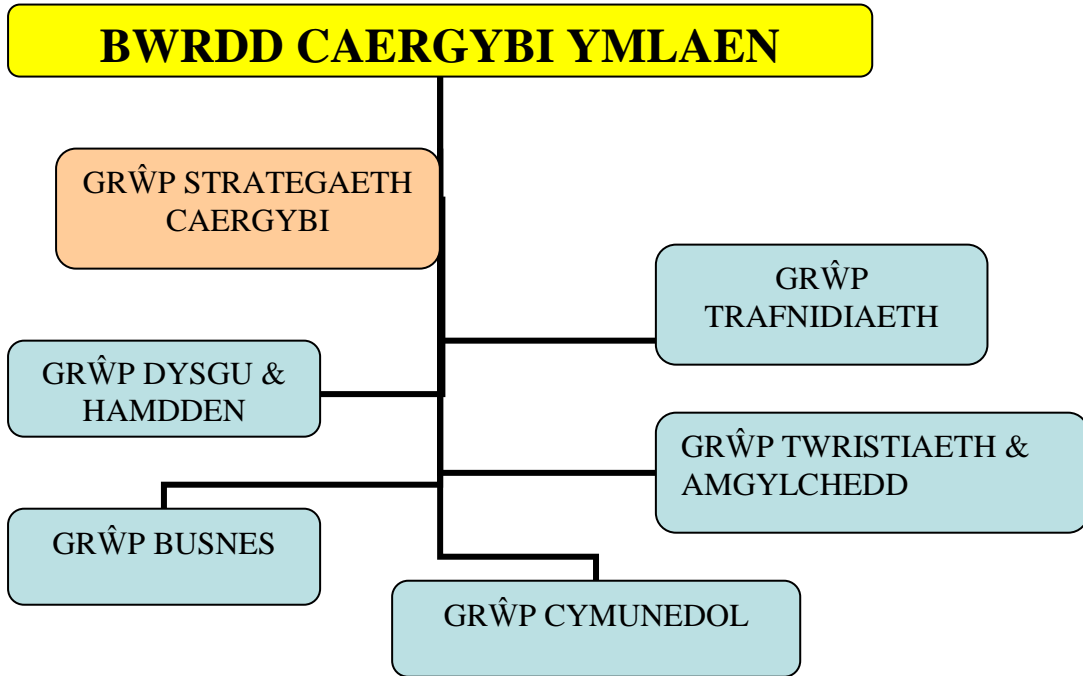 BWRDD CAERGYBI YMLAEN
GRŴP STRATEGAETH
CAERGYBI
GRŴP
TRAFNIDIAETH
GRŴP DYSGU &
HAMDDEN
GRŴP TWRISTIAETH &
AMGYLCHEDD
GRŴP BUSNES
GRŴP CYMUNEDOL